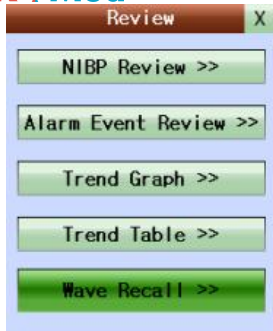 Review X
NIBP Review >>
Alarm Event Review >>
Trend Graph >>
Trend Table >>
Wave Recall >>